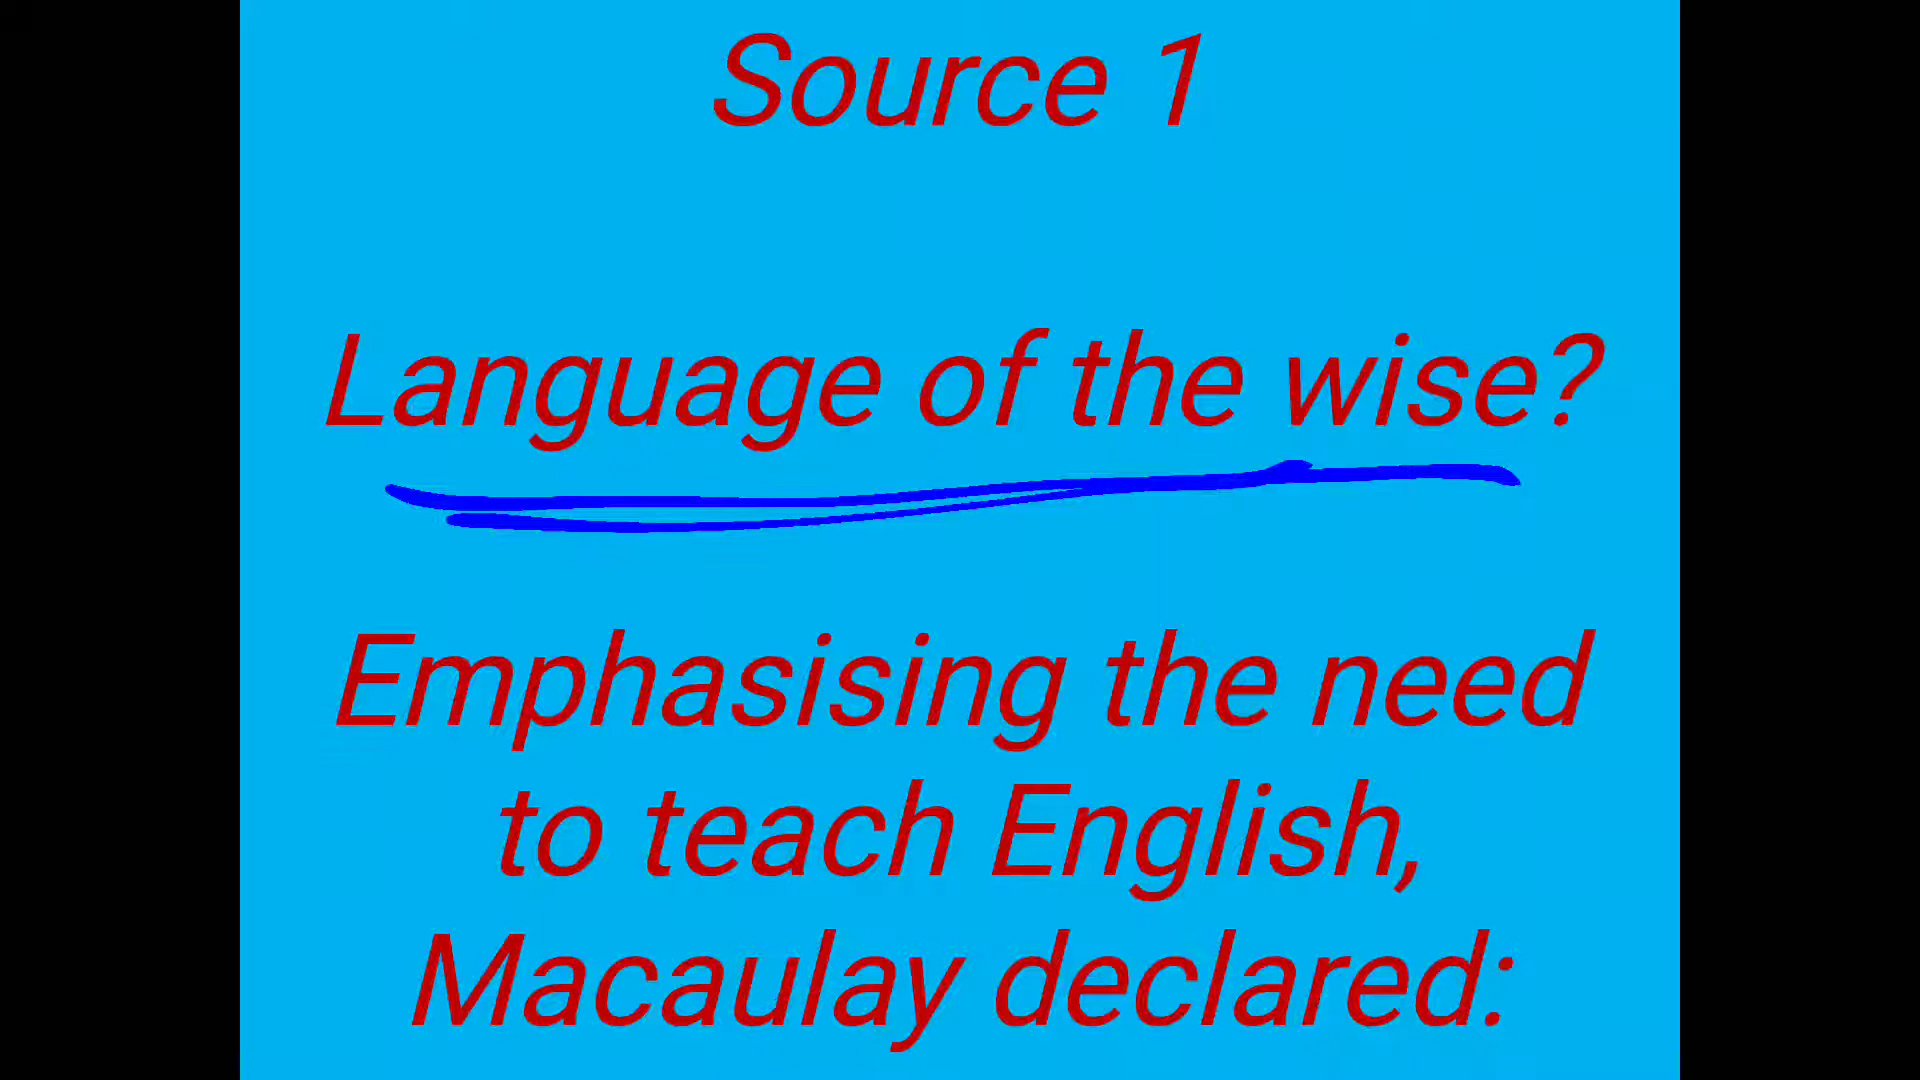 Source 1
Language of the wise?
Emphasising the need
to teach English,
Macaulay declared: